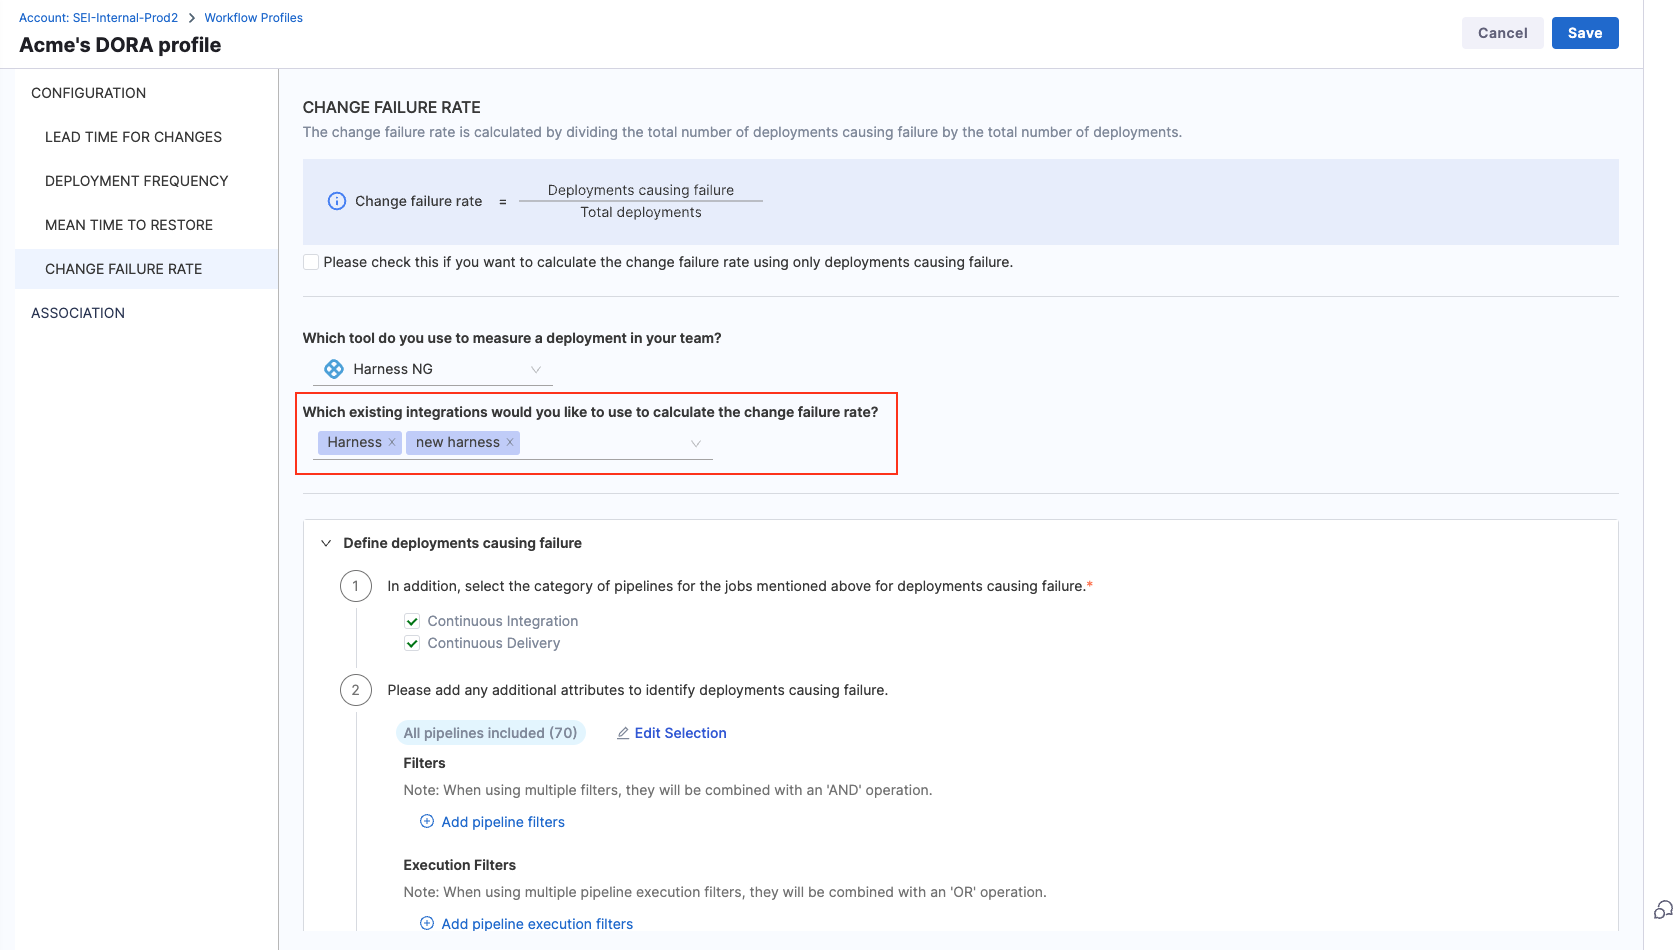 Account: SEI-Internal-Prod2 > Workflow Profiles
Acme's DORA profile
Cancel
Save
CONFIGURATION
LEAD TIME FOR CHANGES
DEPLOYMENT FREQUENCY
MEAN TIME TO RESTORE
CHANGE FAILURE RATE
ASSOCIATION
CHANGE FAILURE RATE
The change failure rate is calculated by dividing the total number of deployments causing failure by the total number of deployments.
Change failure rate =
Deployments causing failure
Total deployments
Please check this if you want to calculate the change failure rate using only deployments causing failure.
Which tool do you use to measure a deployment in your team?
Harness NG
Which existing integrations would you like to use to calculate the change failure rate?
Harness × new harness ×
Define deployments causing failure
1 In addition, select the category of pipelines for the jobs mentioned above for deployments causing failure.*
Continuous Integration
Continuous Delivery
2 Please add any additional attributes to identify deployments causing failure.
All pipelines included (70) Edit Selection
Filters
Note: When using multiple filters, they will be combined with an 'AND' operation.
Add pipeline filters
Execution Filters
Note: When using multiple pipeline execution filters, they will be combined with an 'OR' operation.
Add pipeline execution filters